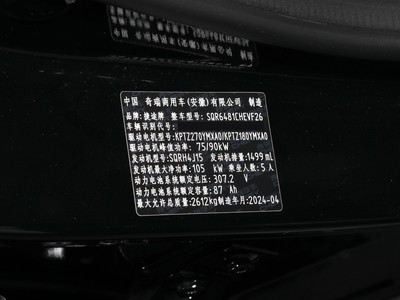 中国 奇瑞商用车(安徽)有限公司 制造
品牌:捷途牌 整车型号:SQR6481CHEVF26
车辆识别代号:
驱动电机型号:KPTZ270YMXA0/KPTZ180YMXA0
驱动电机峰值功率:75/90kW
发动机型号:SQRH4J15 发动机排量:1499 mL
发动机最大净功率:105 kW 乘坐人数:5人
动力电池系统额定电压:307.2 V
动力电池系统额定容量:87 Ah
最大允许总质量:2612kg制造年月:2024-04